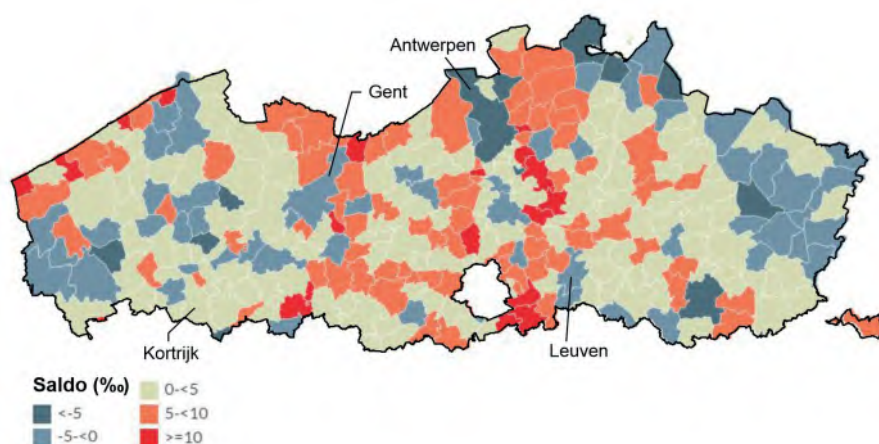 Antwerpen
Gent
Kortrijk
Leuven
Saldo (‰)
<-5
-5-<0
0-<5
5-<10
>=10